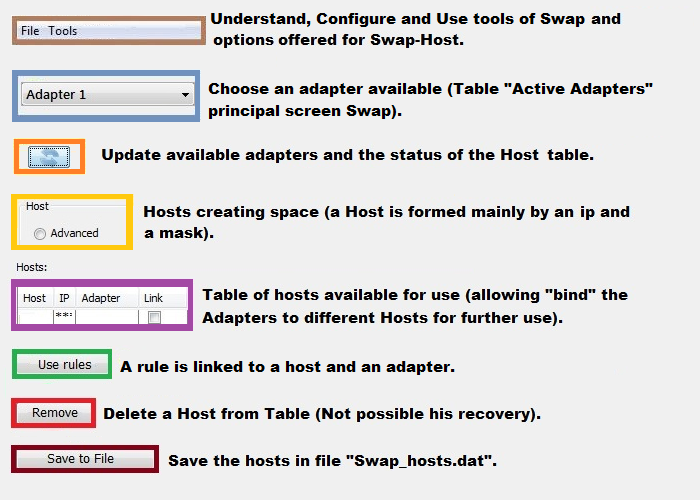 File Tools
Understand, Configure and Use tools of Swap and
options offered for Swap-Host.
Adapter 1
Choose an adapter available (Table "Active Adapters"
principal screen Swap).
Update available adapters and the status of the Host table.
Host
Advanced
Hosts creating space (a Host is formed mainly by an ip and
a mask).
Hosts:
Host IP Adapter Link
**:
Table of hosts available for use (allowing "bind" the
Adapters to different Hosts for further use).
Use rules
A rule is linked to a host and an adapter.
Remove
Delete a Host from Table (Not possible his recovery).
Save to File
Save the hosts in file "Swap_hosts.dat".